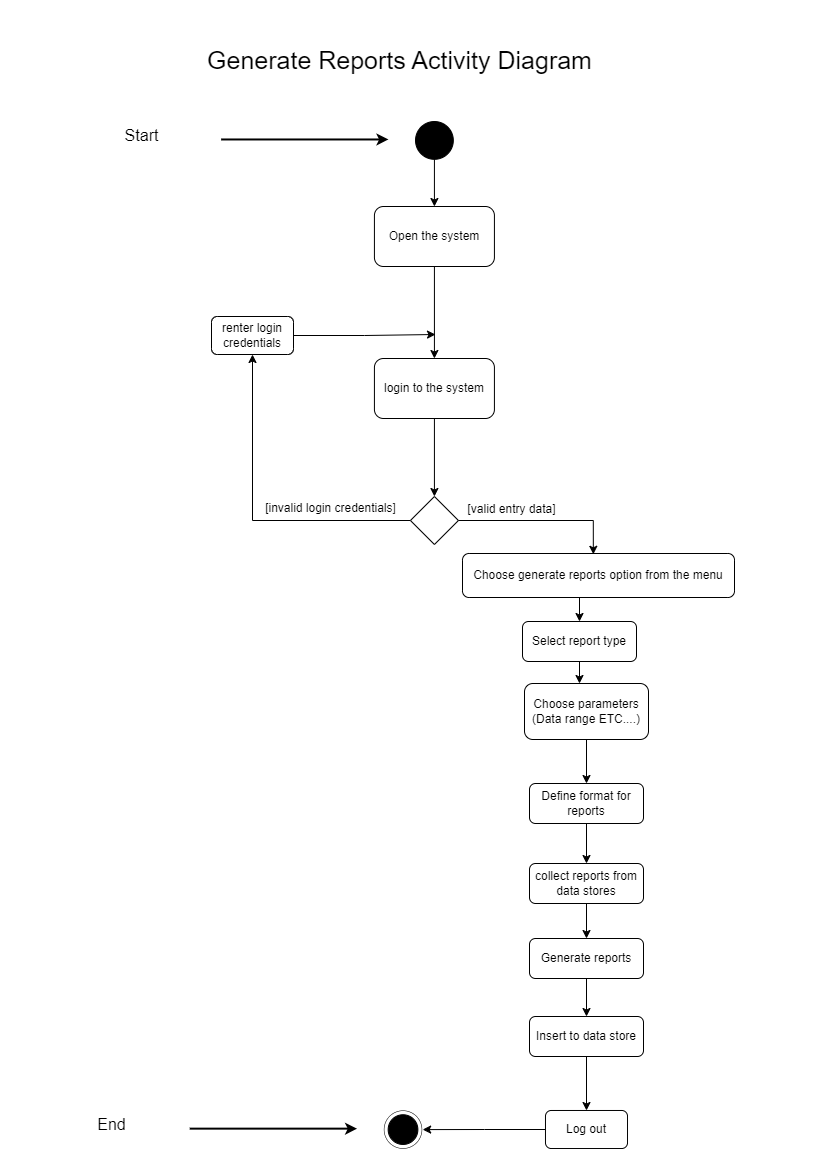 Generate Reports Activity Diagram
Start
Open the system
renter login
credentials
login to the system
[invalid login credentials]
[valid entry data]
Choose generate reports option from the menu
Select report type
Choose parameters
(Data range ETC....)
Define format for
reports
collect reports from
data stores
Generate reports
Insert to data store
End
Log out